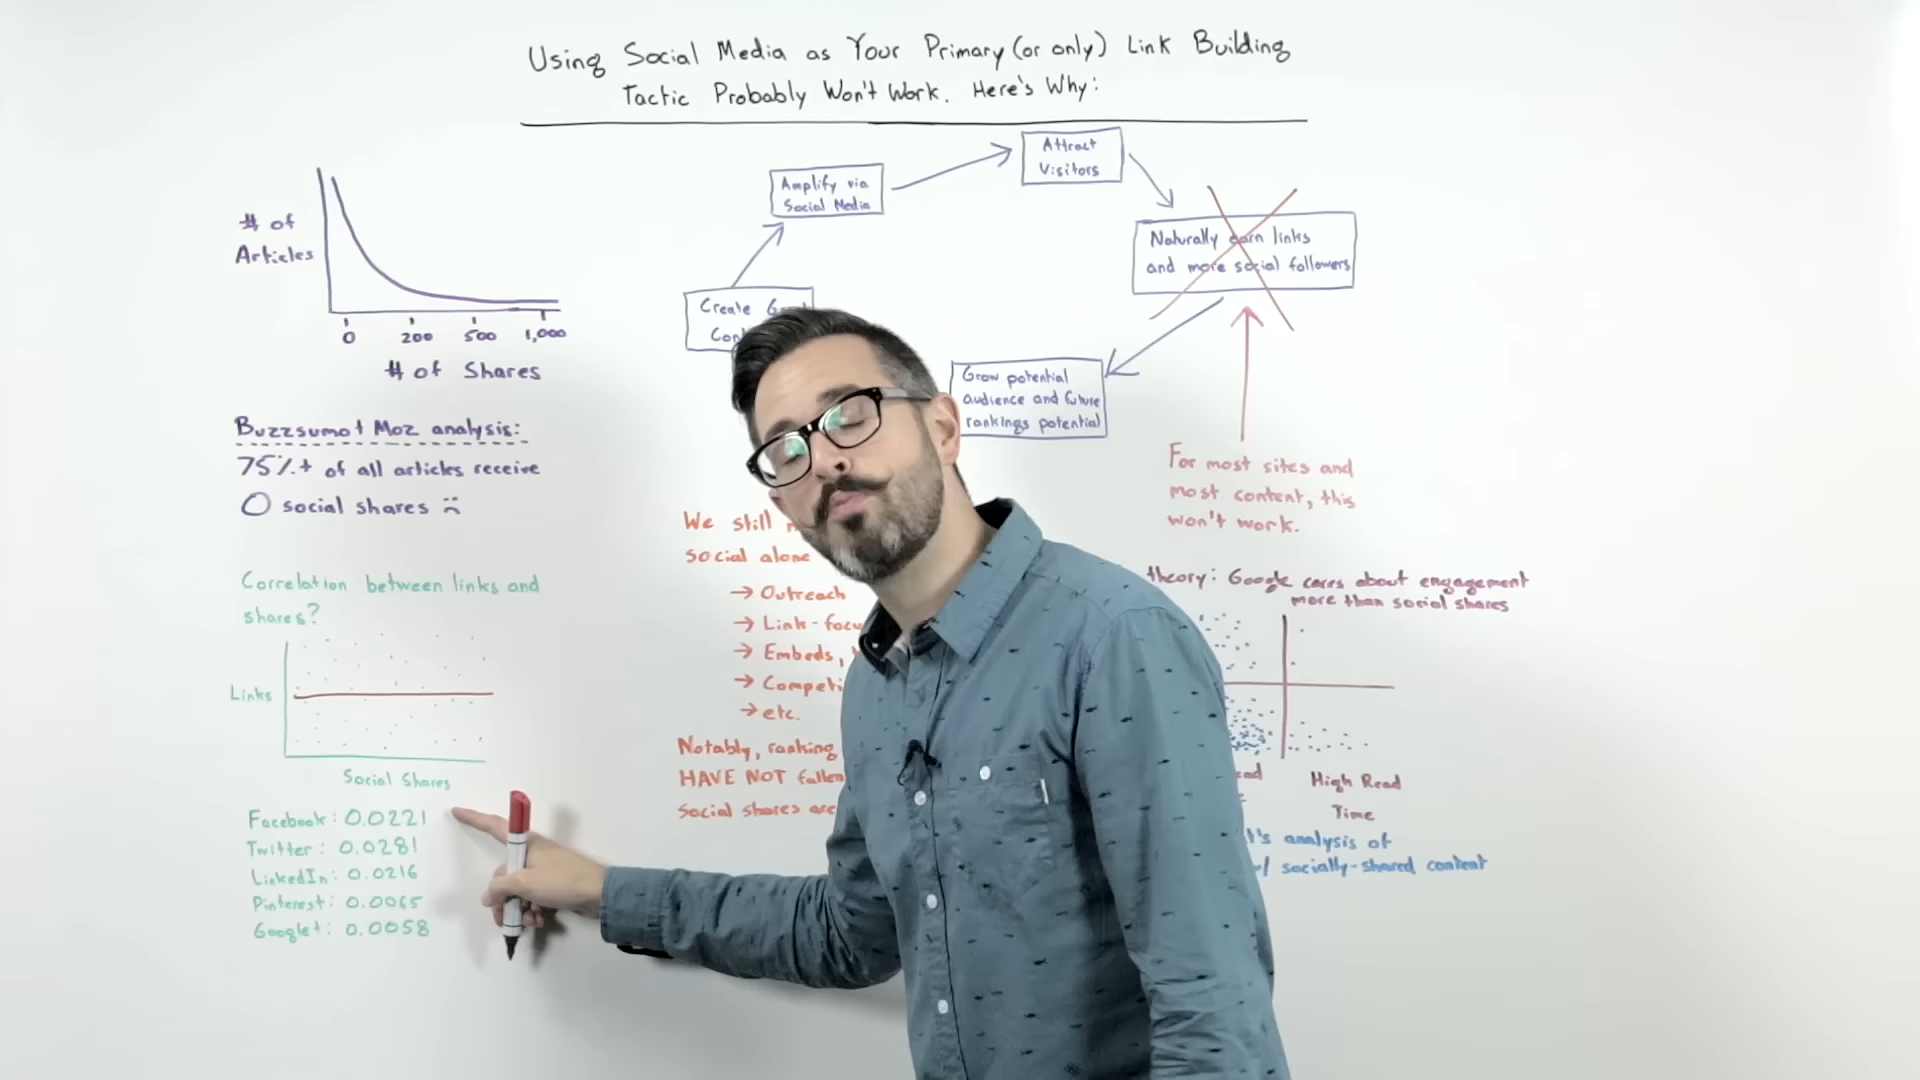 Using Social Media as Your Primary (or only) Link Building
Tactic Probably Won't Work. Here's Why:
# of
Articles
0 200 500 1,000
# of Shares
Buzzsumo + Moz analysis:
75%+ of all articles receive
0 social shares :(
Correlation between links and
shares?
Links
Social Shares
Facebook: 0.0221
Twitter: 0.0281
LinkedIn: 0.0216
Pinterest: 0.0065
Google+: 0.0058
Create
Amplify via
Social Media
Attract
Visitors
Naturally earn links
and more social followers
Grow potential
audience and future
rankings potential
For most sites and
most content, this
won't work.
We still
social alone
→ Outreach
→ Link-
→ Embeds,
→
→ etc.
Notably, ranking
HAVE NOT
social shares are
theory: Google cares about engagement
more than social shares
High Read
Time
analysis of
socially-shared content